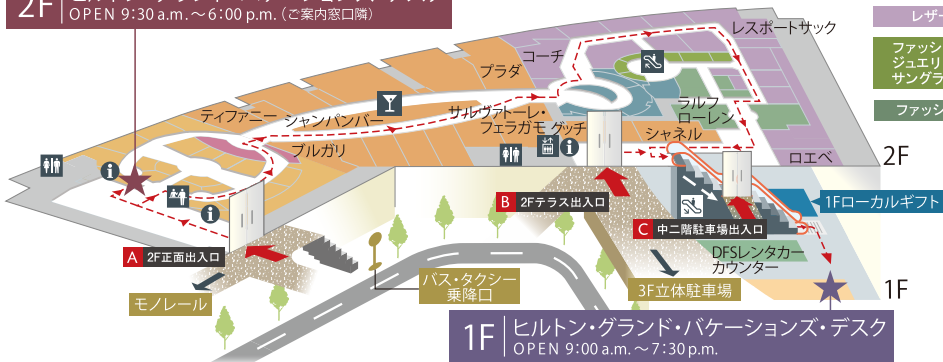 2F
OPEN 9:30 a.m.～6:00 p.m.（ご案内窓口隣）
レスポートサック
コーチ
プラダ
ティファニー
シャンパンバー
サルヴァトーレ・
フェラガモ
グッチ
ブルガリ
ラルフ
ローレン
シャネル
ロエベ
レザー
ファッシ
ジュエリ
サングラ
ファッシ
2F
1Fローカルギフト
A 2F正面出入口
B 2Fテラス出入口
C 中二階駐車場出入口
モノレール
バス・タクシー
乗降口
3F立体駐車場
DFSレンタカー
カウンター
1F
1F ヒルトン・グランド・バケーションズ・デスク
OPEN 9:00 a.m.～7:30 p.m.